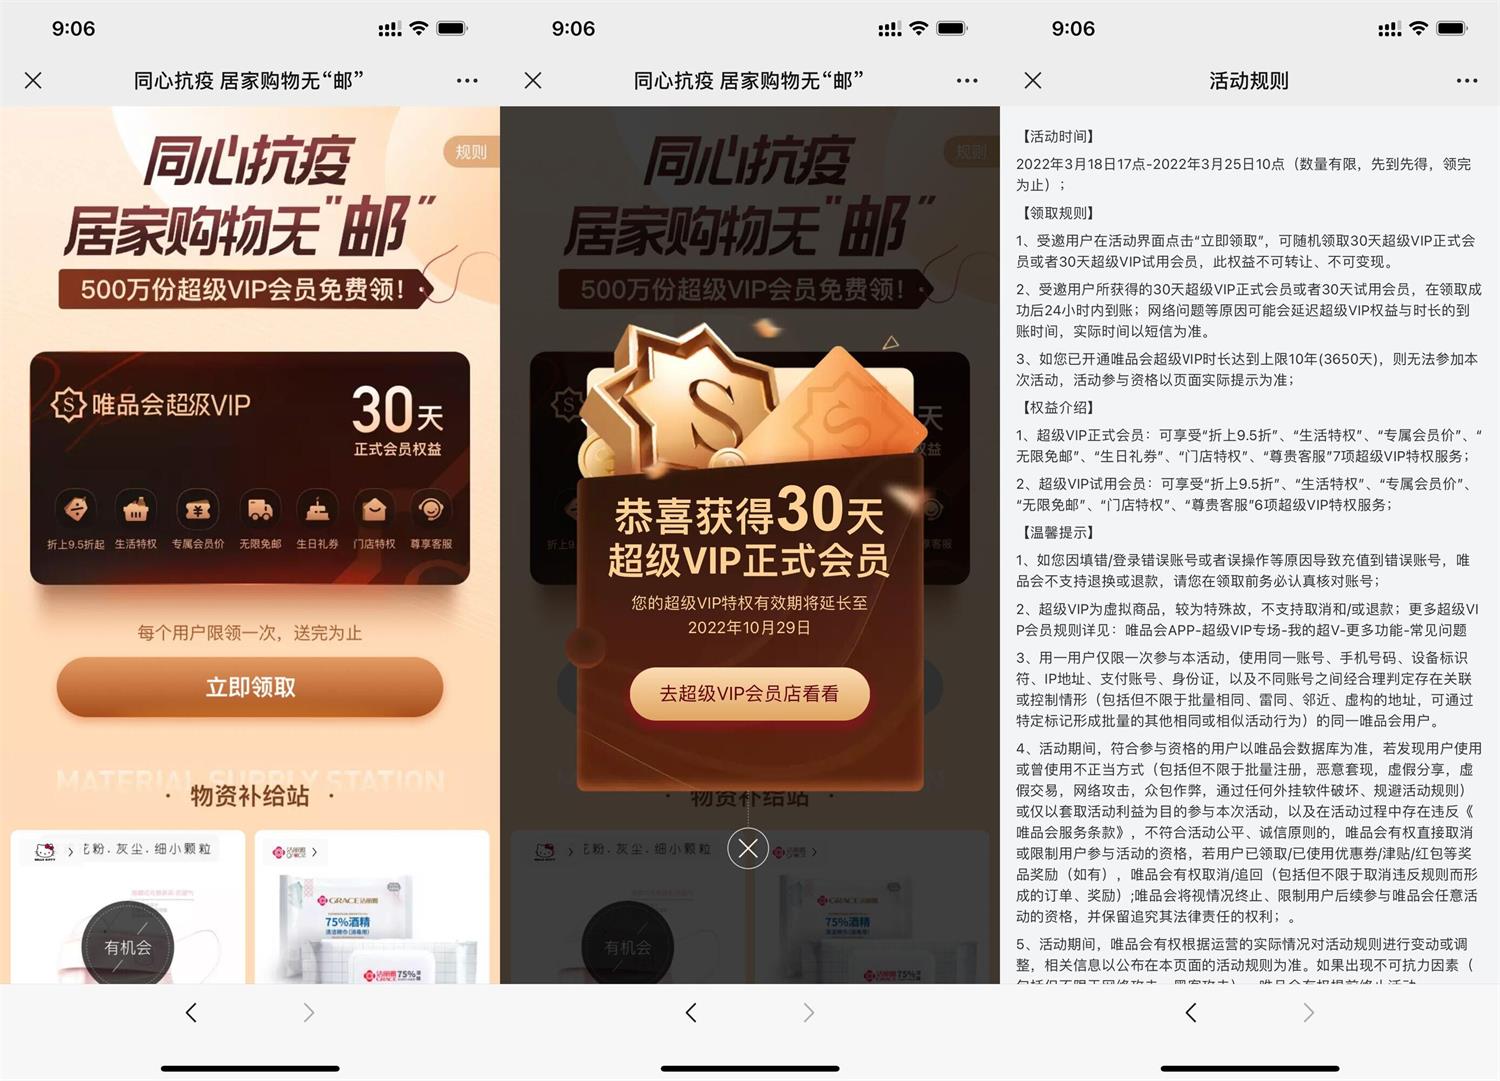 9:06
同心抗疫 居家购物无“邮”
规则
同心抗疫
居家购物无“邮”
500万份超级VIP会员免费领!
唯品会超级VIP
30天
正式会员权益
折上9.5折起 生活特权 专属会员价 无限免邮 生日礼券 门店特权 尊享客服
每个用户限领一次，送完为止
立即领取
MATERIAL SUPPLY STATION
· 物资补给站 ·
花粉.灰尘.细小颗粒
洁丽雅
GRACE
有机会
GRACE洁丽雅
75%酒精
洁丽雅
GRACE 75%
9:06
同心抗疫 居家购物无“邮”
规则
同心抗疫
居家购物无“邮”
500万份超级VIP会员免费领!
恭喜获得30天
超级VIP正式会员
您的超级VIP特权有效期将延长至
2022年10月29日
去超级VIP会员店看看
物资补给站
花粉.灰尘.细小颗粒
有机会
9:06
活动规则
【活动时间】
2022年3月18日17点-2022年3月25日10点（数量有限，先到先得，领完
为止）；
【领取规则】
1、受邀用户在活动界面点击“立即领取”，可随机领取30天超级VIP正式会
员或者30天超级VIP试用会员，此权益不可转让、不可变现。
2、受邀用户所获得的30天超级VIP正式会员或者30天试用会员，在领取成
功后24小时内到账；网络问题等原因可能会延迟超级VIP权益与时长的到
账时间，实际时间以短信为准。
3、如您已开通唯品会超级VIP时长达到上限10年(3650天)，则无法参加本
次活动，活动参与资格以页面实际提示为准；
【权益介绍】
1、超级VIP正式会员：可享受“折上9.5折”、“生活特权”、“专属会员价”、“
无限免邮”、“生日礼券”、“门店特权”、“尊贵客服”7项超级VIP特权服务；
2、超级VIP试用会员：可享受“折上9.5折”、“生活特权”、“专属会员价”、
“无限免邮”、“门店特权”、“尊贵客服”6项超级VIP特权服务；
【温馨提示】
1、如您因填错/登录错误账号或者误操作等原因导致充值到错误账号，唯
品会不支持退换或退款，请您在领取前务必认真核对账号；
2、超级VIP为虚拟商品，较为特殊故，不支持取消和/或退款；更多超级VI
P会员规则详见：唯品会APP-超级VIP专场-我的超V-更多功能-常见问题
3、用一用户仅限一次参与本活动，使用同一账号、手机号码、设备标识
符、IP地址、支付账号、身份证，以及不同账号之间经合理判定存在关联
或控制情形（包括但不限于批量相同、雷同、邻近、虚构的地址，可通过
特定标记形成批量的其他相同或相似活动行为）的同一唯品会用户。
4、活动期间，符合参与资格的用户以唯品会数据库为准，若发现用户使用
或曾使用不正当方式（包括但不限于批量注册，恶意套现，虚假分享，虚
假交易，网络攻击，众包作弊，通过任何外挂软件破坏、规避活动规则）
或仅以套取活动利益为目的参与本次活动，以及在活动过程中存在违反《
唯品会服务条款》，不符合活动公平、诚信原则的，唯品会有权直接取消
或限制用户参与活动的资格，若用户已领取/已使用优惠券/津贴/红包等奖
品奖励（如有），唯品会有权取消/追回（包括但不限于取消违反规则而形
成的订单、奖励）;唯品会将视情况终止、限制用户后续参与唯品会任意活
动的资格，并保留追究其法律责任的权利；。
5、活动期间，唯品会有权根据运营的实际情况对活动规则进行变动或调
整，相关信息以公布在本页面的活动规则为准。如果出现不可抗力因素（